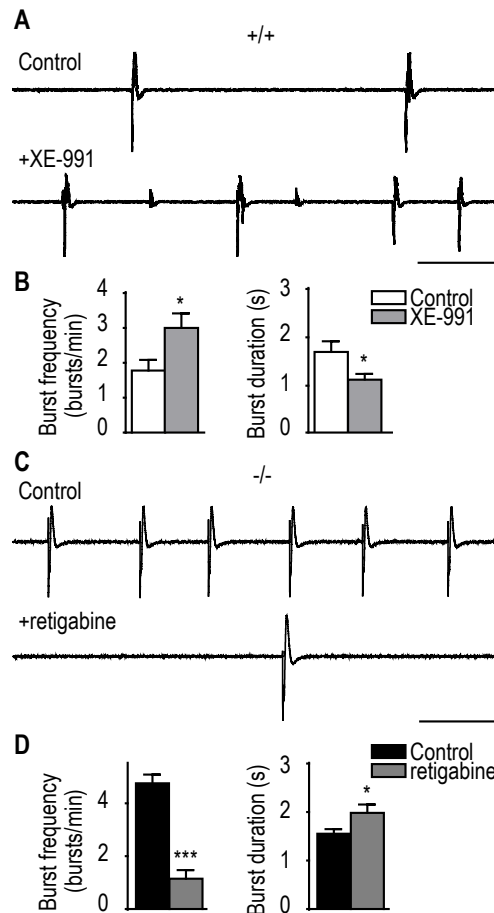 A
+/+
Control
+XE-991
B
Burst frequency
(bursts/min)
4
3
2
1
0
*
Burst duration (s)
3
2
1
0
*
Control
XE-991
C
-/-
Control
+retigabine
D
Burst frequency
(bursts/min)
4
2
0
***
Burst duration (s)
3
2
1
0
*
Control
retigabine